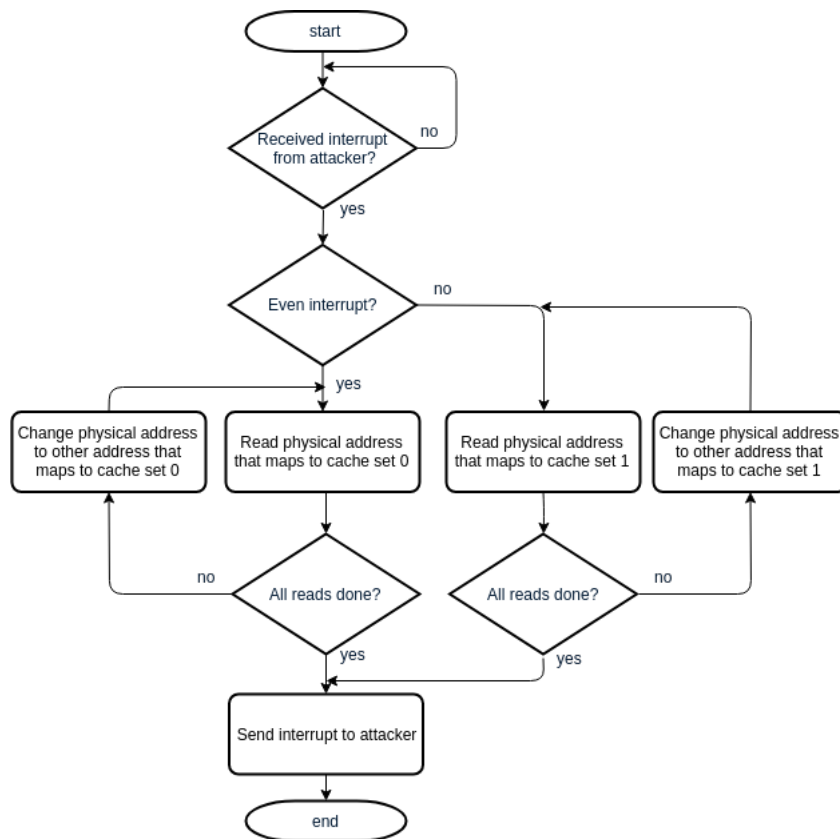 start
no
Received interrupt
from attacker?
yes
no
Even interrupt?
yes
Change physical address
to other address that
maps to cache set 0
Read physical address
that maps to cache set 0
Read physical address
that maps to cache set 1
Change physical address
to other address that
maps to cache set 1
no
All reads done?
All reads done?
no
yes
yes
Send interrupt to attacker
end